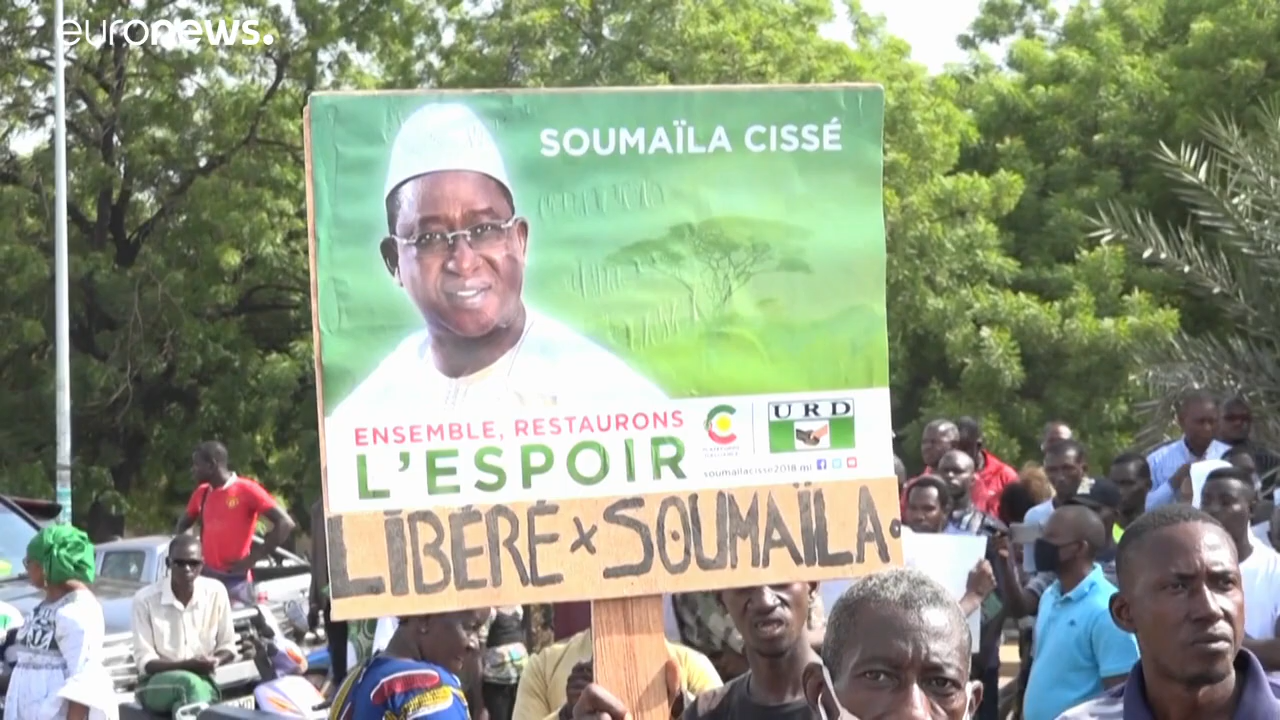 euronews.
SOUMAÏLA CISSÉ
ENSEMBLE, RESTAURONS
L'ESPOIR
URD
soumailacisse2018.ml
LIBÉRÉ x SOUMAÏLA.